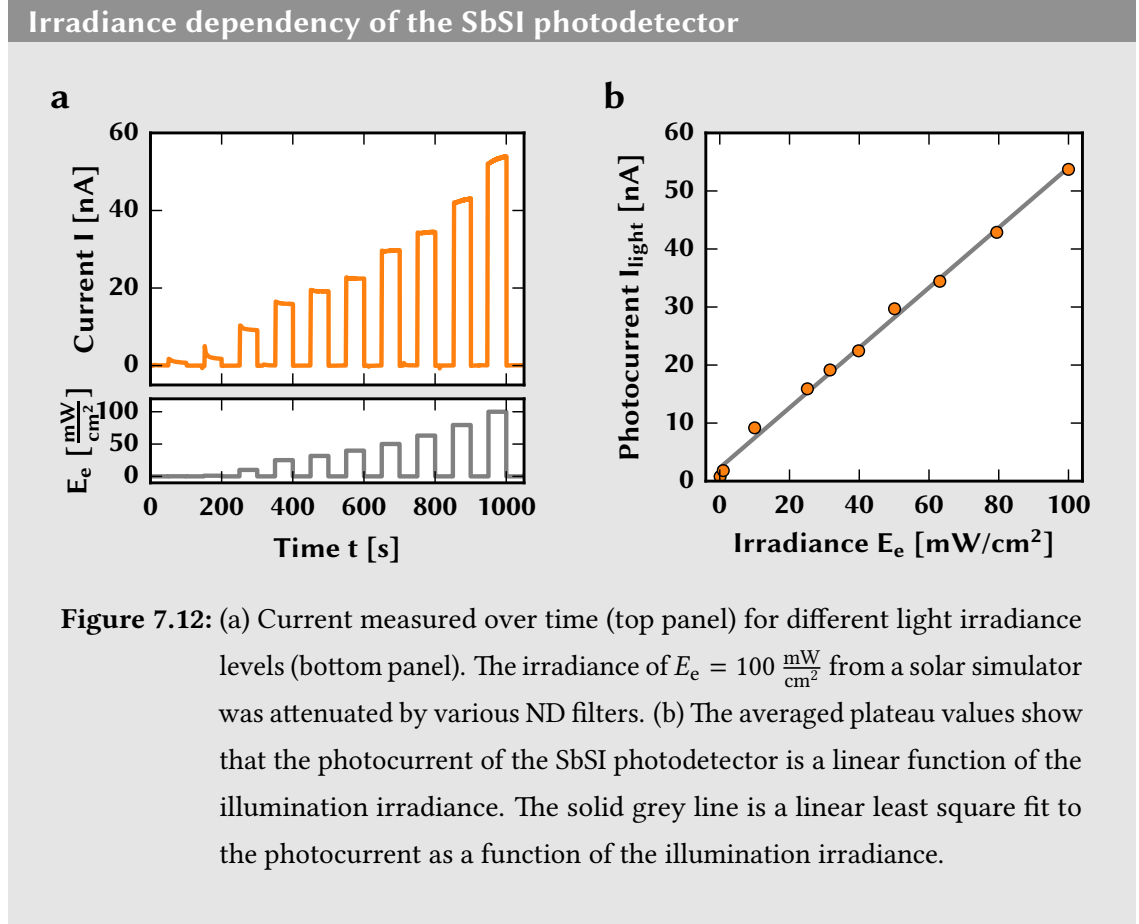 Irradiance dependency of the SbSI photodetector
a
60
40
20
0
Current I [nA]
100
50
0
E_e [mW/cm²]
0 200 400 600 800 1000
Time t [s]
b
60
50
40
30
20
10
0
Photocurrent I_light [nA]
0 20 40 60 80 100
Irradiance E_e [mW/cm²]
Figure 7.12: (a) Current measured over time (top panel) for different light irradiance
levels (bottom panel). The irradiance of E_e = 100 mW/cm² from a solar simulator
was attenuated by various ND filters. (b) The averaged plateau values show
that the photocurrent of the SbSI photodetector is a linear function of the
illumination irradiance. The solid grey line is a linear least square fit to
the photocurrent as a function of the illumination irradiance.